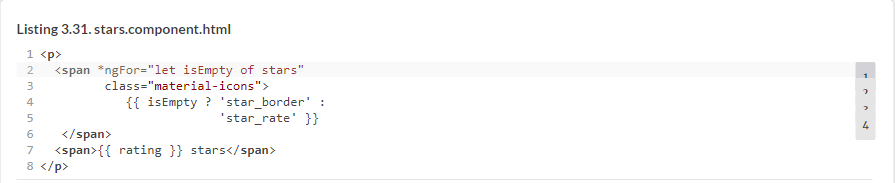 Listing 3.31. stars.component.html
1 <p>
2   <span *ngFor="let isEmpty of stars"
3          class="material-icons">
4             {{ isEmpty ? 'star_border' :
5                          'star_rate' }}
6    </span>
7   <span>{{ rating }} stars</span>
8 </p>
1
2
3
4